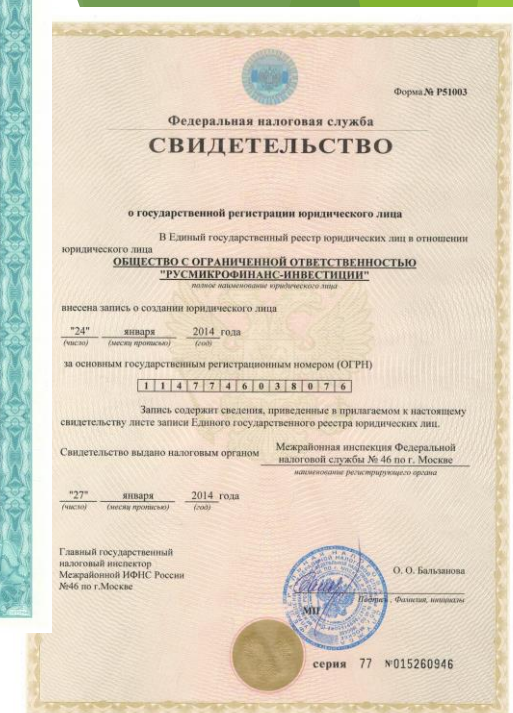 Форма № Р51003
Федеральная налоговая служба
СВИДЕТЕЛЬСТВО
о государственной регистрации юридического лица
В Единый государственный реестр юридических лиц в отношении
юридического лица
ОБЩЕСТВО С ОГРАНИЧЕННОЙ ОТВЕТСТВЕННОСТЬЮ
"РУСМИКРОФИНАНС-ИНВЕСТИЦИИ"
полное наименование юридического лица
внесена запись о создании юридического лица
"24" января 2014 года
(число) (месяц прописью) (год)
за основным государственным регистрационным номером (ОГРН)
1 1 4 7 7 4 6 0 3 8 0 7 6
Запись содержит сведения, приведенные в прилагаемом к настоящему
свидетельству листе записи Единого государственного реестра юридических лиц.
Свидетельство выдано налоговым органом
Межрайонная инспекция Федеральной
налоговой службы № 46 по г. Москве
наименование регистрирующего органа
"27" января 2014 года
(число) (месяц прописью) (год)
Главный государственный
налоговый инспектор
Межрайонной ИФНС России
№46 по г.Москве
О. О. Бальзанова
Подпись, Фамилия, инициалы
МП
серия 77 №015260946